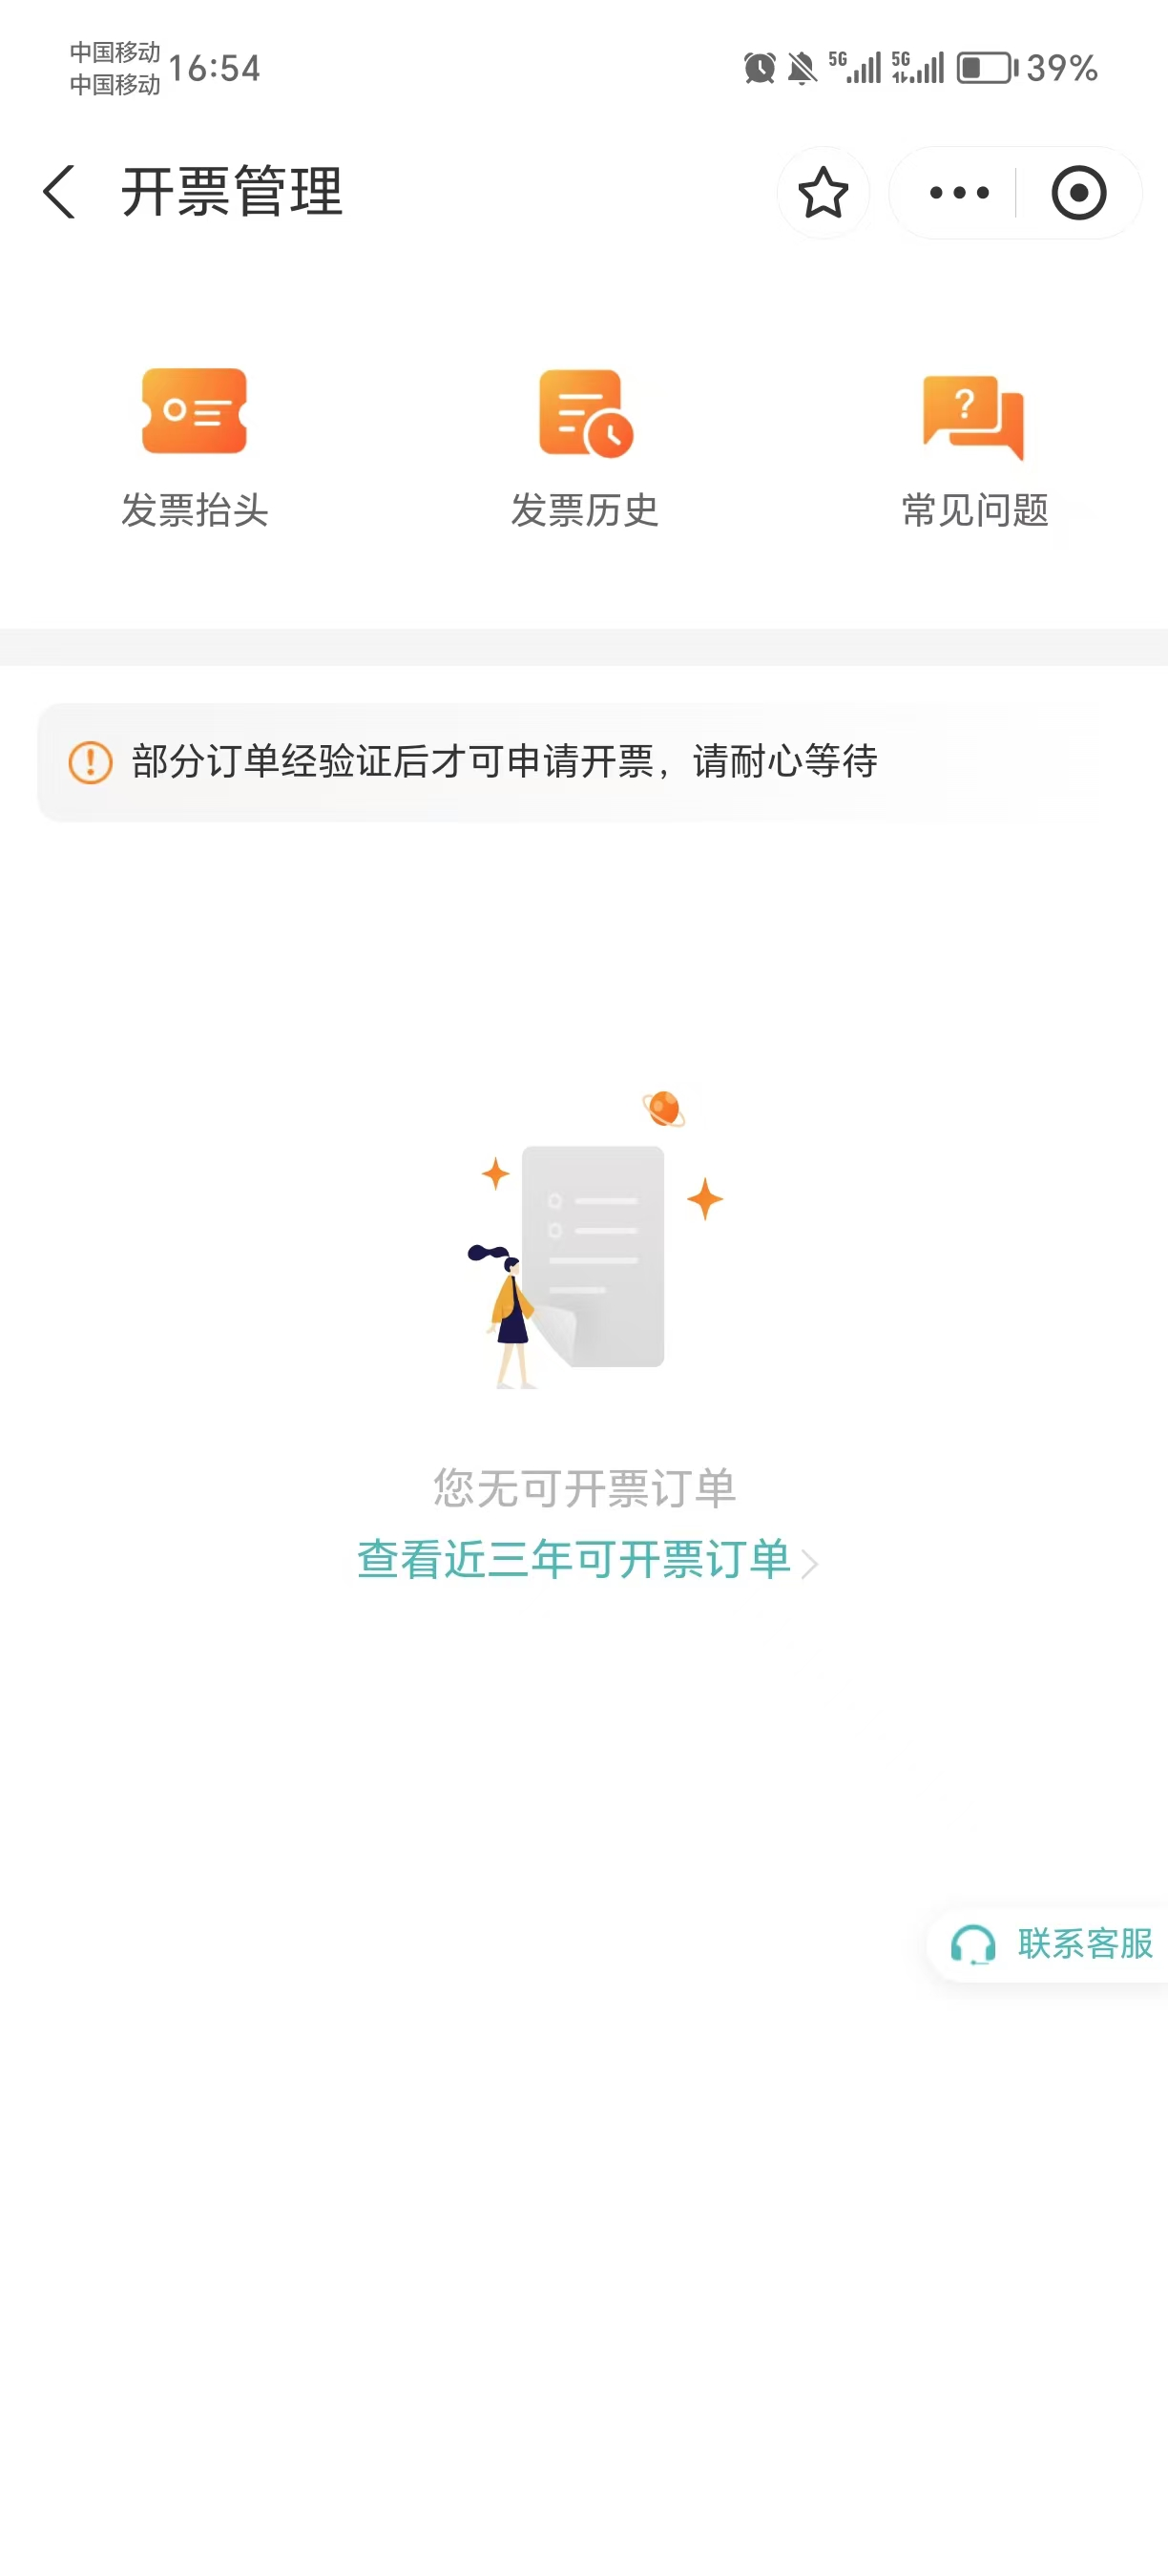 中国移动
中国移动
16:54
5G
5G
39%
开票管理
发票抬头
发票历史
常见问题
部分订单经验证后才可申请开票，请耐心等待
您无可开票订单
查看近三年可开票订单
联系客服